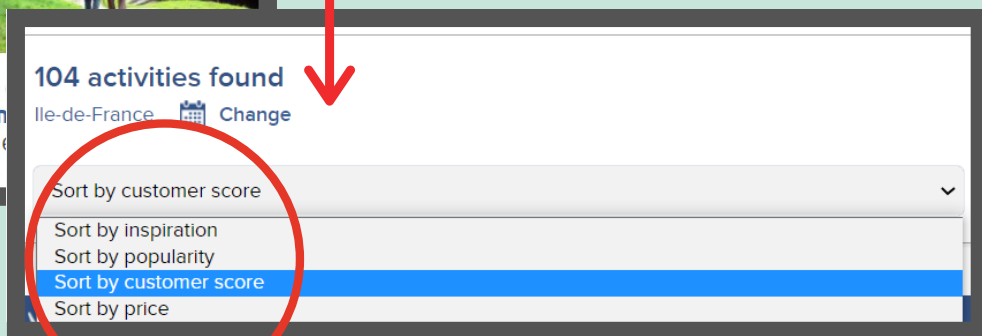 104 activities found
Ile-de-France Change
Sort by customer score
Sort by inspiration
Sort by popularity
Sort by customer score
Sort by price